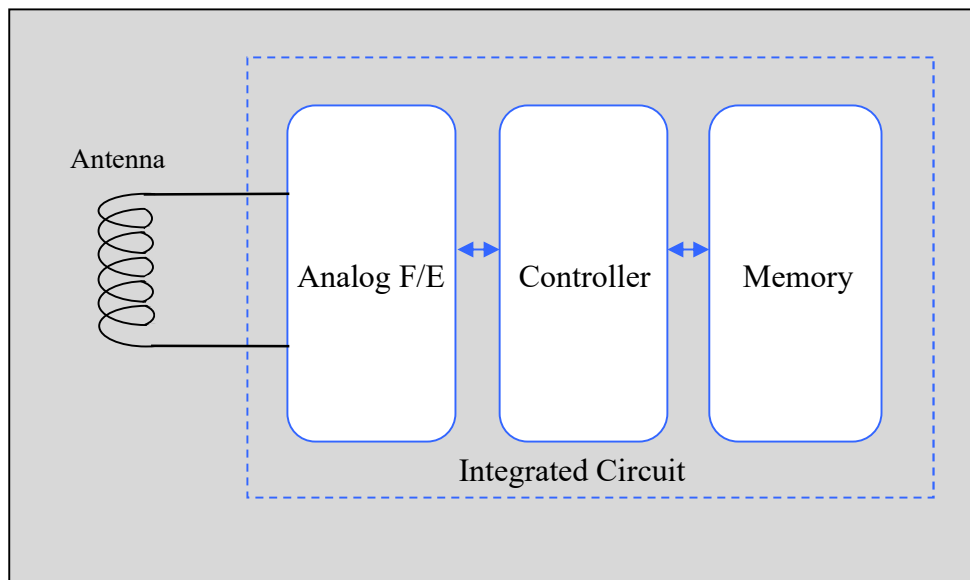 Antenna
Analog F/E
Controller
Memory
Integrated Circuit